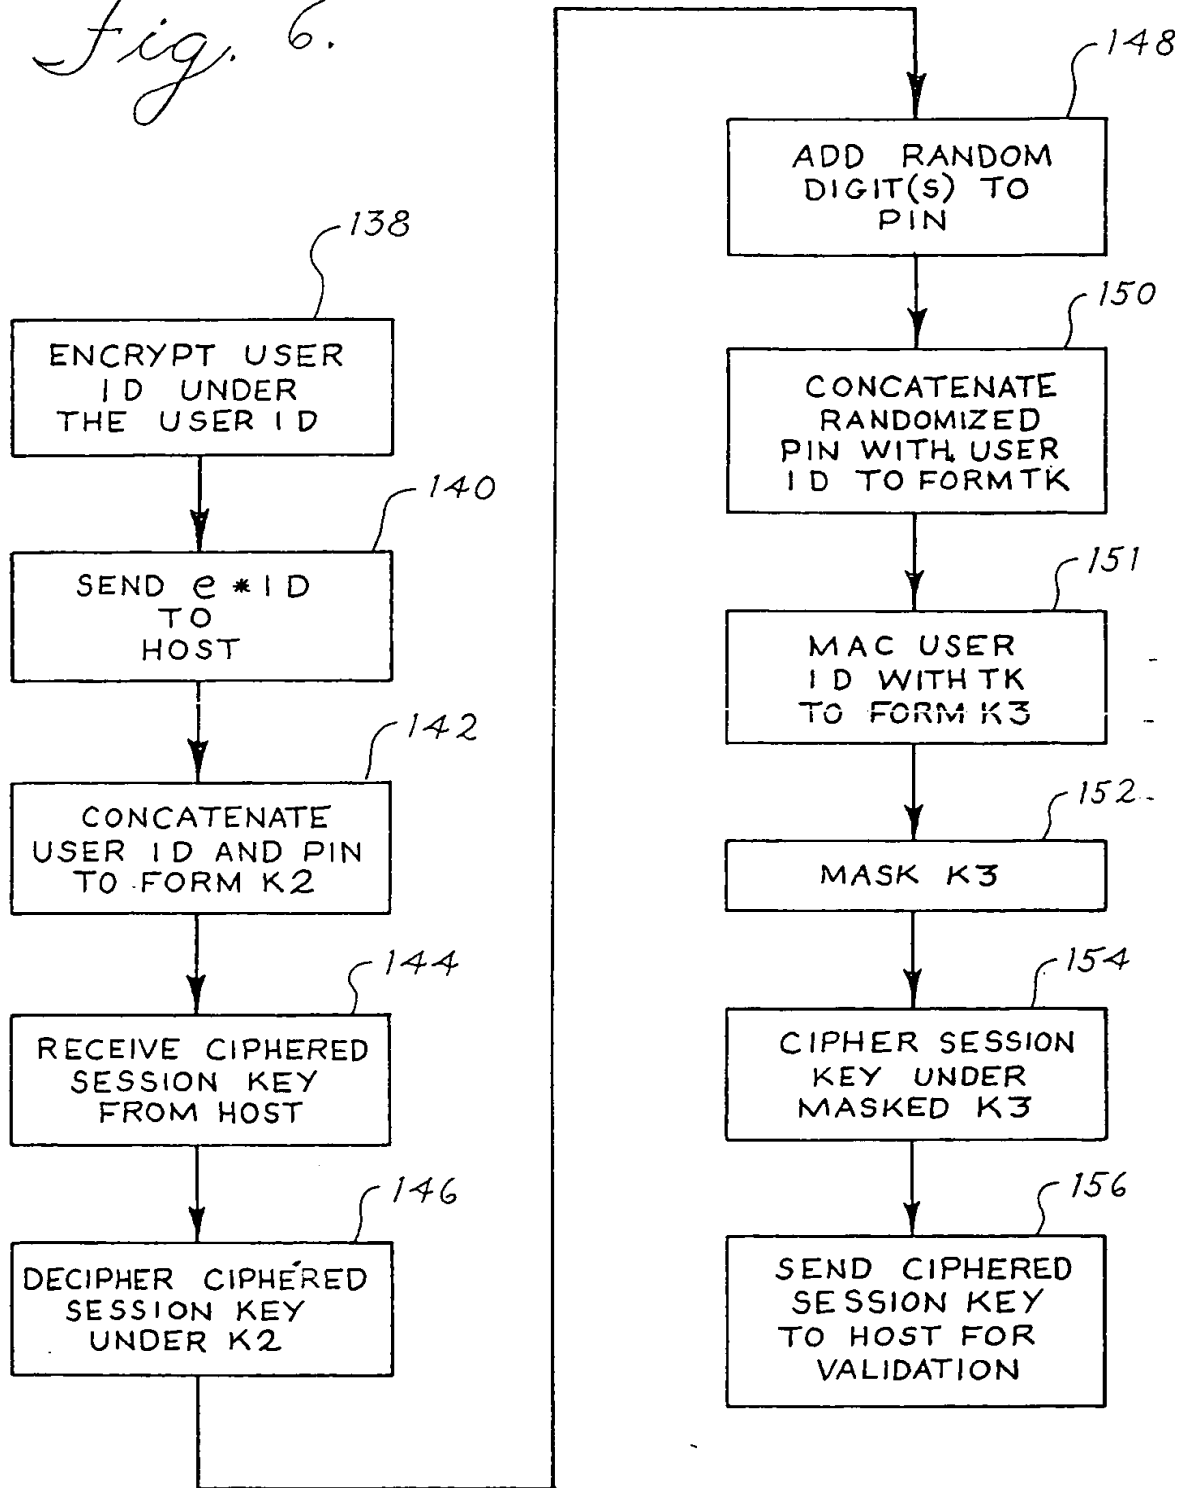 Fig. 6.
138
ENCRYPT USER
ID UNDER
THE USER ID
140
SEND e*ID
TO
HOST
142
CONCATENATE
USER ID AND PIN
TO FORM K2
144
RECEIVE CIPHERED
SESSION KEY
FROM HOST
146
DECIPHER CIPHERED
SESSION KEY
UNDER K2
148
ADD RANDOM
DIGIT(S) TO
PIN
150
CONCATENATE
RANDOMIZED
PIN WITH USER
ID TO FORM TK
151
MAC USER
ID WITH TK
TO FORM K3
152
MASK K3
154
CIPHER SESSION
KEY UNDER
MASKED K3
156
SEND CIPHERED
SESSION KEY
TO HOST FOR
VALIDATION